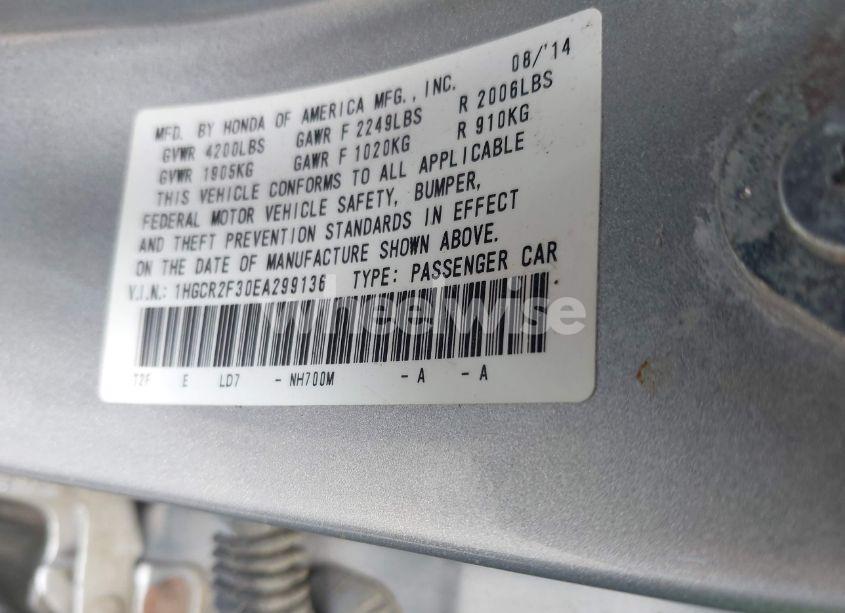 08/'14
MFD. BY HONDA OF AMERICA MFG., INC.
GVWR 4200LBS GAWR F 2249LBS R 2006LBS
GVWR 1905KG GAWR F 1020KG R 910KG
THIS VEHICLE CONFORMS TO ALL APPLICABLE
FEDERAL MOTOR VEHICLE SAFETY, BUMPER,
AND THEFT PREVENTION STANDARDS IN EFFECT
ON THE DATE OF MANUFACTURE SHOWN ABOVE.
V.I.N.: 1HGCR2F30EA299136 TYPE: PASSENGER CAR
wheelwise
T2F E LD7 - NH700M - A - A